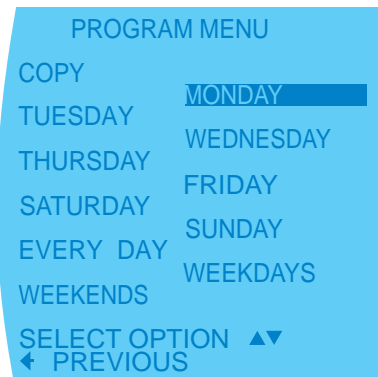 PROGRAM MENU
COPY
MONDAY
TUESDAY
WEDNESDAY
THURSDAY
FRIDAY
SATURDAY
SUNDAY
EVERY DAY
WEEKDAYS
WEEKENDS
SELECT OPTION ▲▼
← PREVIOUS